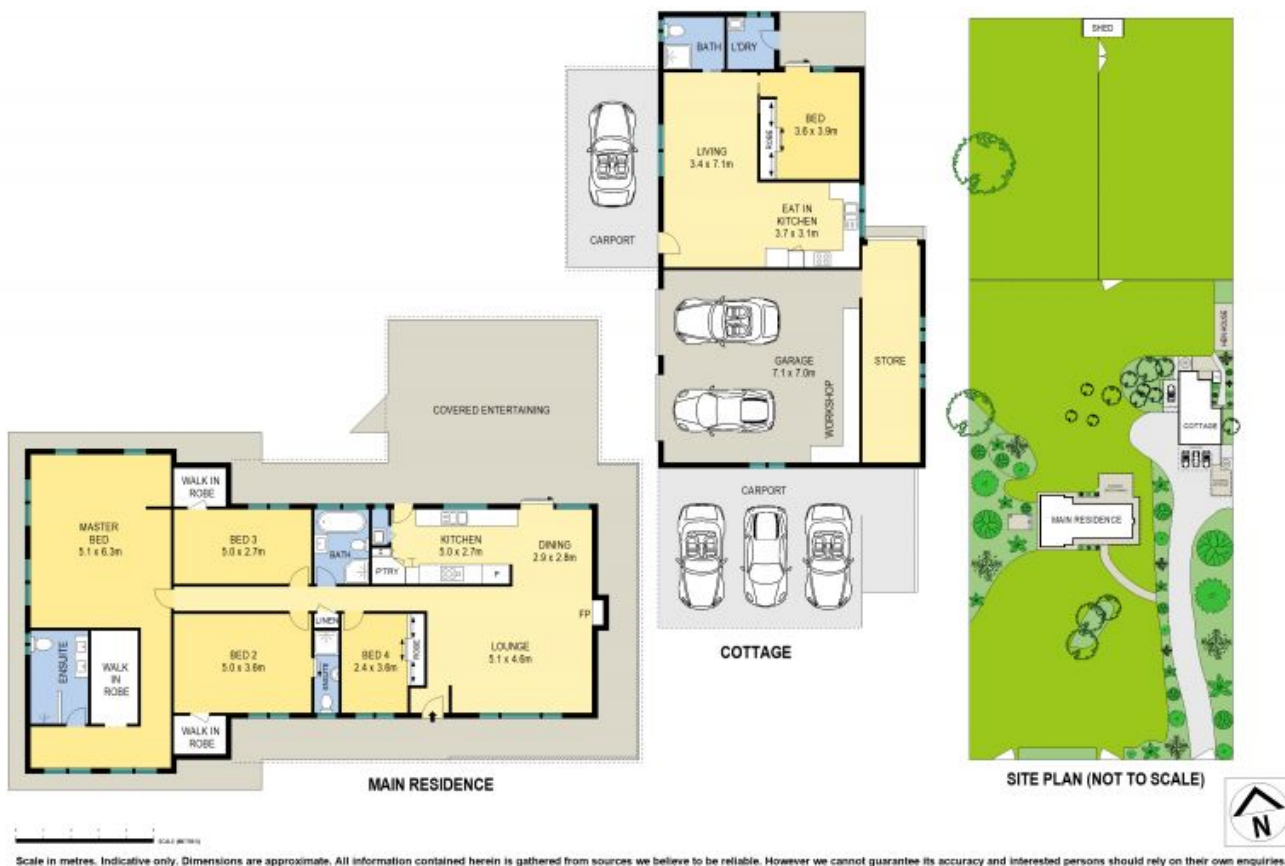 BATH
L'DRY
BED
3.6 x 3.9m
ROBE
LIVING
3.4 x 7.1m
EAT IN
KITCHEN
3.7 x 3.1m
CARPORT
GARAGE
7.1 x 7.0m
WORKSHOP
STORE
CARPORT
COTTAGE
COVERED ENTERTAINING
WALK IN
ROBE
MASTER
BED
5.1 x 6.3m
BED 3
5.0 x 2.7m
BATH
KITCHEN
5.0 x 2.7m
P'TRY
F
DINING
2.9 x 2.8m
FP
LINEN
LOUNGE
5.1 x 4.6m
BED 2
5.0 x 3.6m
ENSUITE
BED 4
2.4 x 3.6m
ROBE
ENSUITE
WALK
IN
ROBE
WALK IN
ROBE
MAIN RESIDENCE
SHED
HEN HOUSE
COTTAGE
MAIN RESIDENCE
SITE PLAN (NOT TO SCALE)
N
SCALE (METRES)
Scale in metres. Indicative only. Dimensions are approximate. All information contained herein is gathered from sources we believe to be reliable. However we cannot guarantee its accuracy and interested persons should rely on their own enquiries